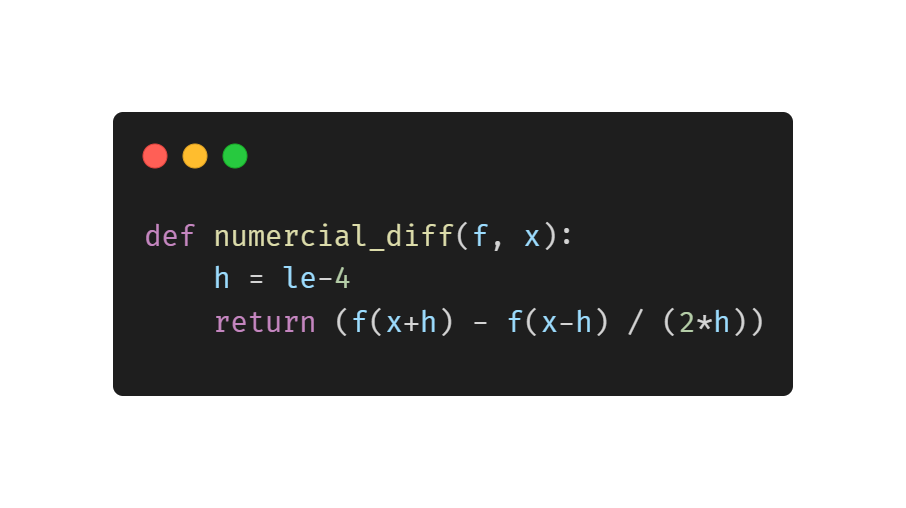 def numercial_diff(f, x):
    h = le-4
    return (f(x+h) - f(x-h) / (2*h))